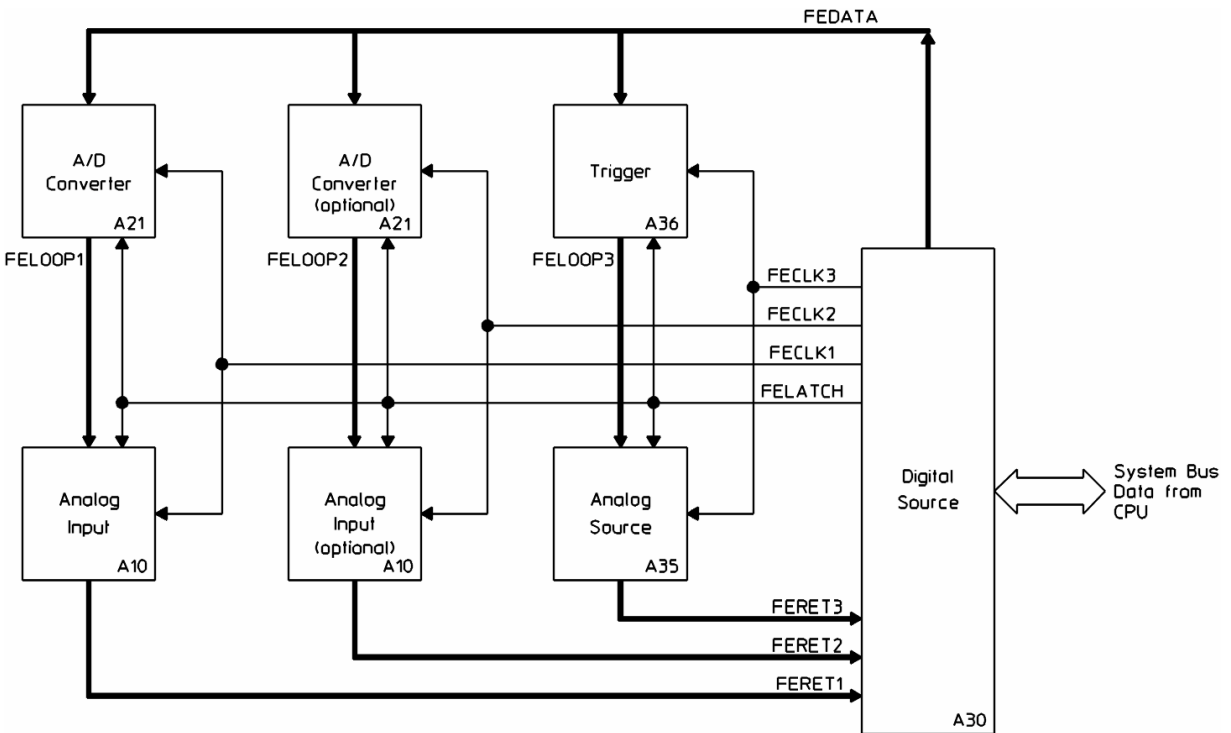 FEDATA
A/D
Converter
A21
A/D
Converter
(optional)
A21
Trigger
A36
FELOOP1
FELOOP2
FELOOP3
FECLK3
FECLK2
FECLK1
FELATCH
Analog
Input
A10
Analog
Input
(optional)
A10
Analog
Source
A35
Digital
Source
A30
System Bus
Data from
CPU
FERET3
FERET2
FERET1